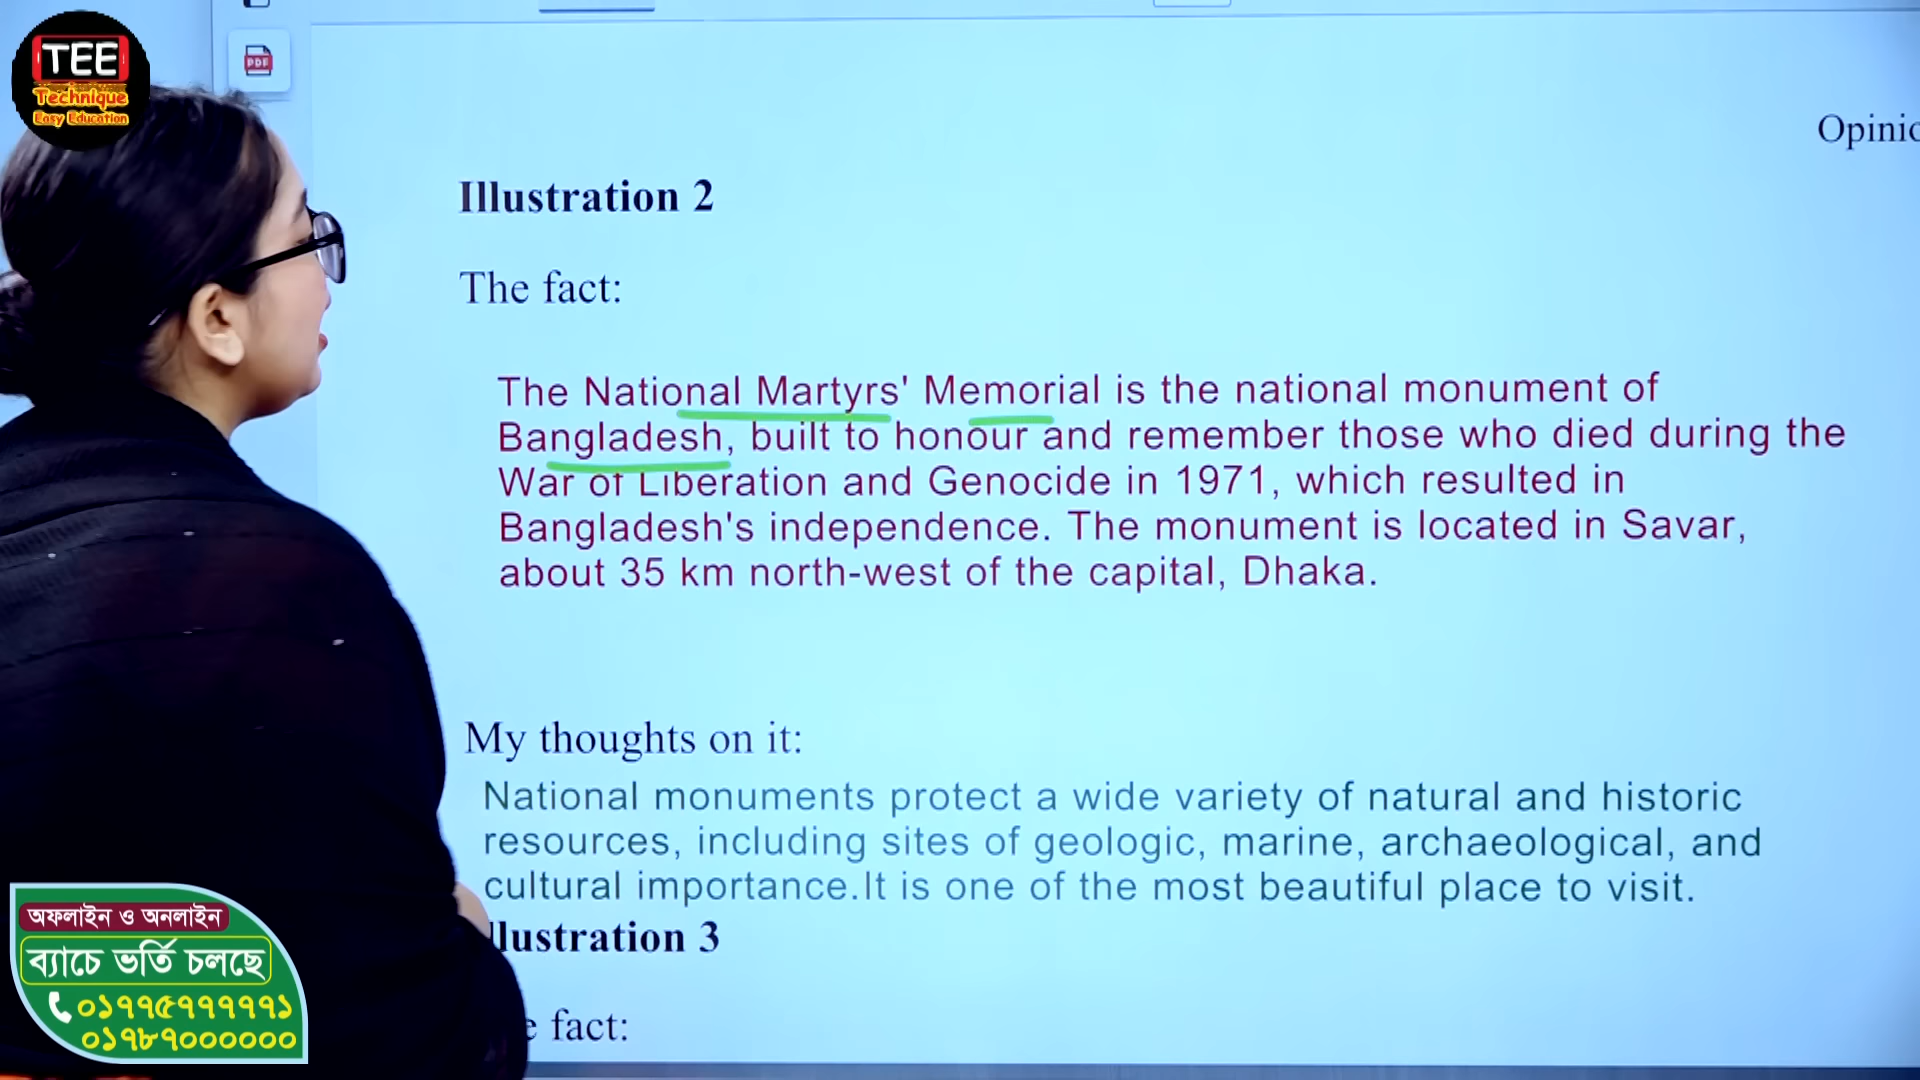 TEE
Technique
Easy Education
PDF
Illustration 2
The fact:
The National Martyrs' Memorial is the national monument of
Bangladesh, built to honour and remember those who died during the
War of Liberation and Genocide in 1971, which resulted in
Bangladesh's independence. The monument is located in Savar,
about 35 km north-west of the capital, Dhaka.
My thoughts on it:
National monuments protect a wide variety of natural and historic
resources, including sites of geologic, marine, archaeological, and
cultural importance.It is one of the most beautiful place to visit.
llustration 3
fact:
অফলাইন ও অনলাইন
ব্যাচে ভর্তি চলছে
০১৭৭৫৭৭৭৭৭১
০১৭৮৭০০০০০০